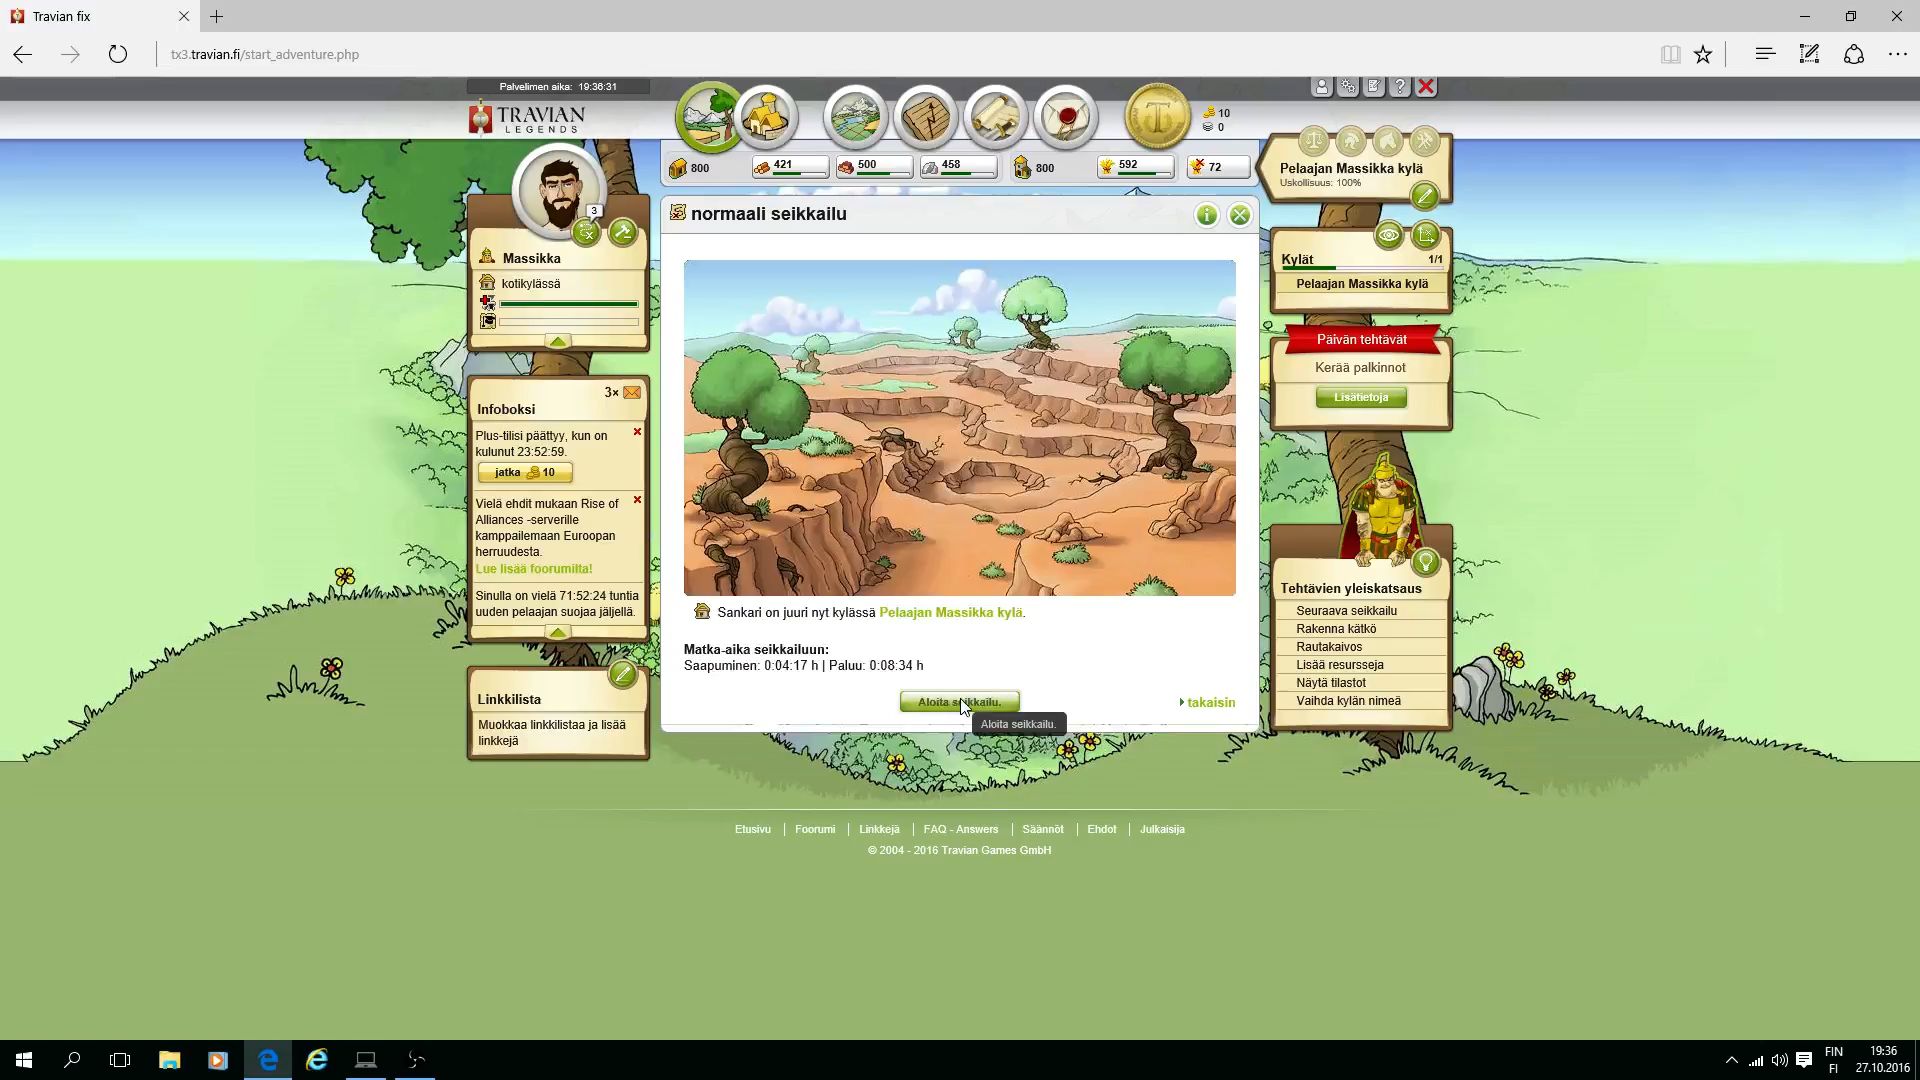 Travian fix
tx3.travian.fi/start_adventure.php
Palvelimen aika: 19:36:31
TRAVIAN
LEGENDS
T
10
0
800
421
500
458
800
592
72
Pelaajan Massikka kylä
Uskollisuus: 100%
3
Massikka
kotikylässä
normaali seikkailu
i
Kylät
1/1
Pelaajan Massikka kylä
Päivän tehtävät
Kerää palkinnot
Lisätietoja
3×
Infoboksi
Plus-tilisi päättyy, kun on
kulunut 23:52:59.
jatka 10
Vielä ehdit mukaan Rise of
Alliances -serverille
kamppailemaan Euroopan
herruudesta.
Lue lisää foorumilta!
Sinulla on vielä 71:52:24 tuntia
uuden pelaajan suojaa jäljellä.
Sankari on juuri nyt kylässä Pelaajan Massikka kylä.
Matka-aika seikkailuun:
Saapuminen: 0:04:17 h | Paluu: 0:08:34 h
Aloita seikkailu.
takaisin
Aloita seikkailu.
Tehtävien yleiskatsaus
Seuraava seikkailu
Rakenna kätkö
Rautakaivos
Lisää resursseja
Näytä tilastot
Vaihda kylän nimeä
Linkkilista
Muokkaa linkkilistaa ja lisää
linkkejä
Etusivu | Foorumi | Linkkejä | FAQ - Answers | Säännöt | Ehdot | Julkaisija
© 2004 - 2016 Travian Games GmbH
FIN
FI
19:36
27.10.2016